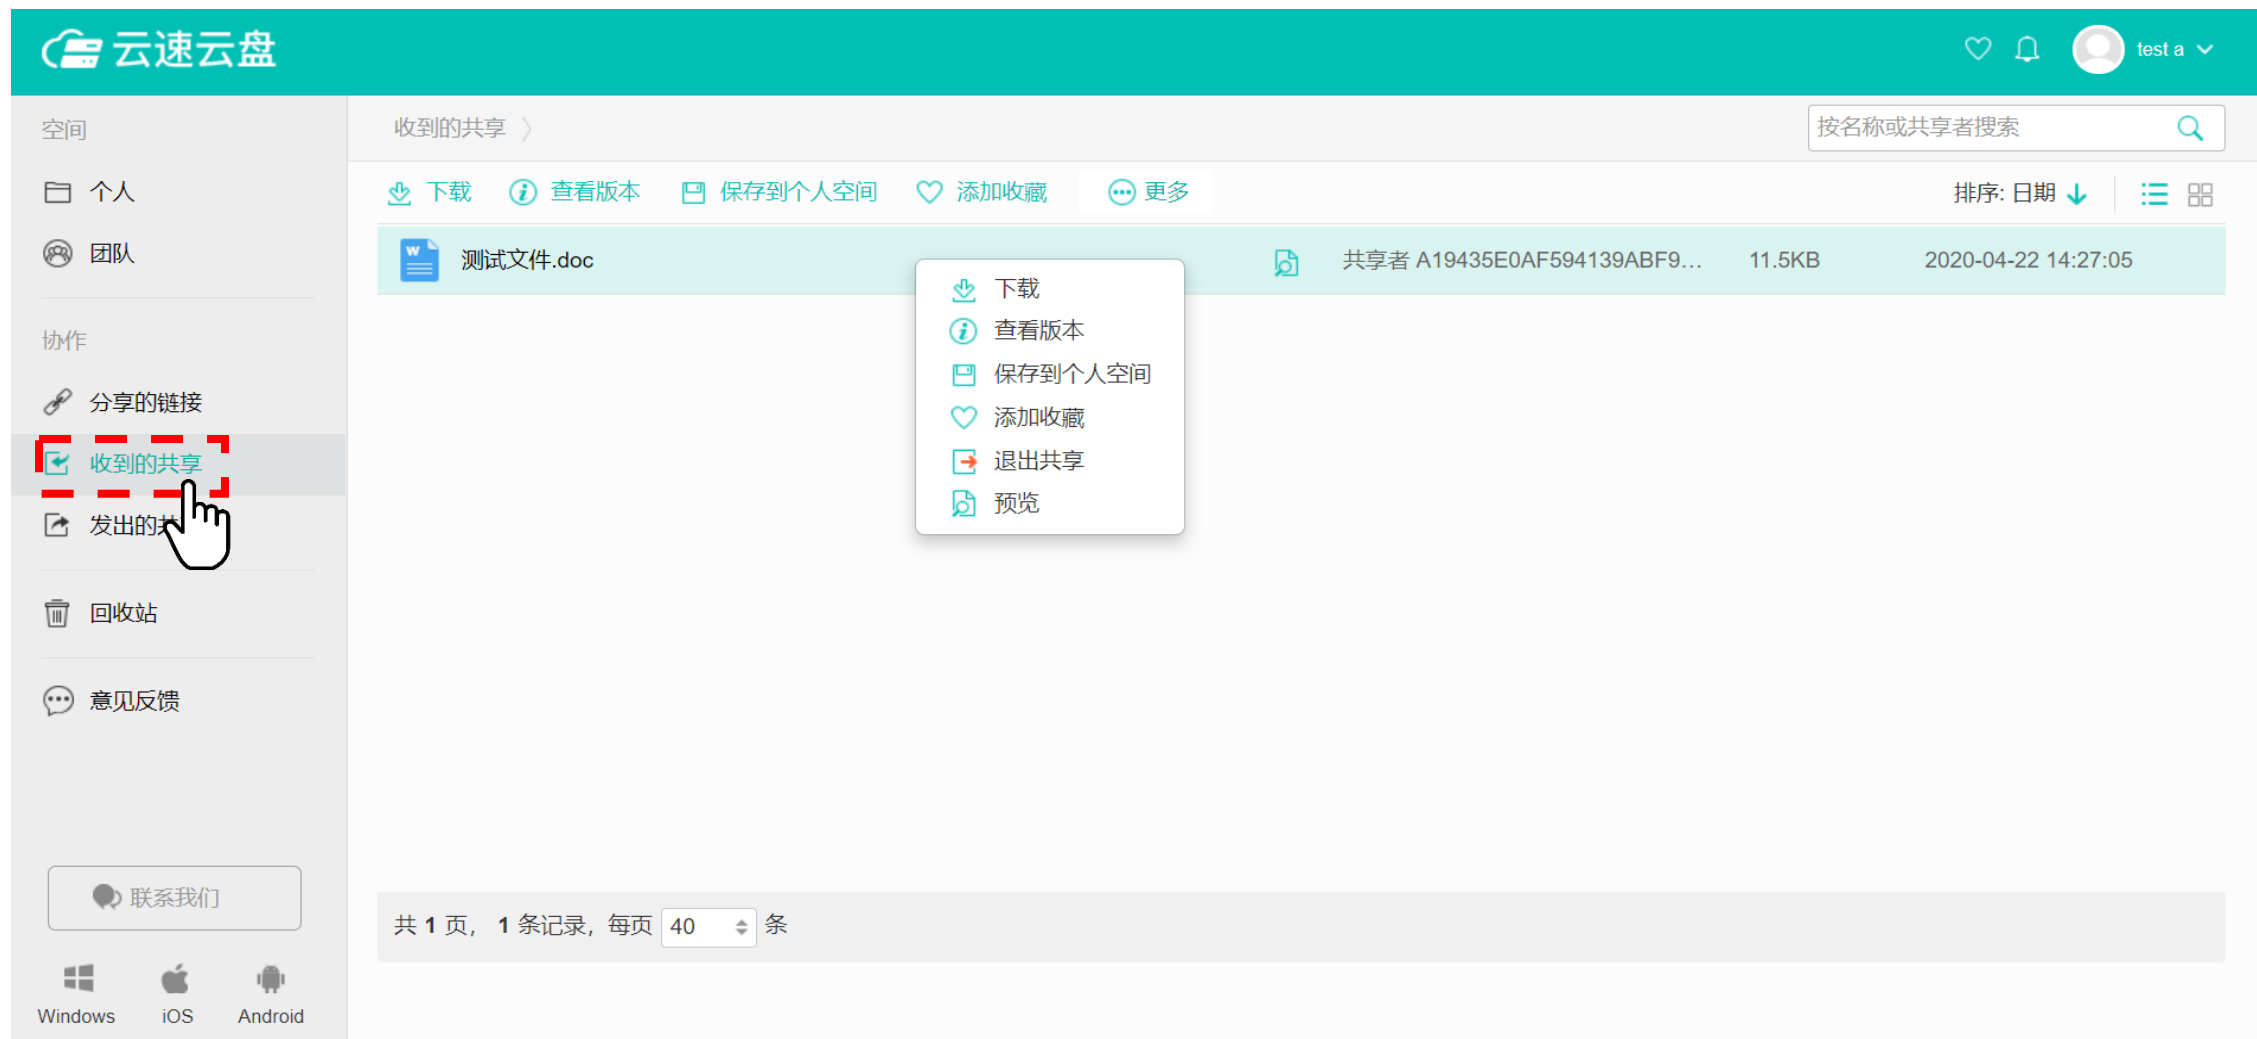 云速云盘
test a
空间
收到的共享
按名称或共享者搜索
个人
下载 查看版本 保存到个人空间 添加收藏 更多
排序: 日期
团队
测试文件.doc
共享者 A19435E0AF594139ABF9... 11.5KB 2020-04-22 14:27:05
下载
查看版本
保存到个人空间
添加收藏
退出共享
预览
协作
分享的链接
收到的共享
发出的
回收站
意见反馈
联系我们
共 1 页， 1 条记录，每页 40 条
Windows iOS Android